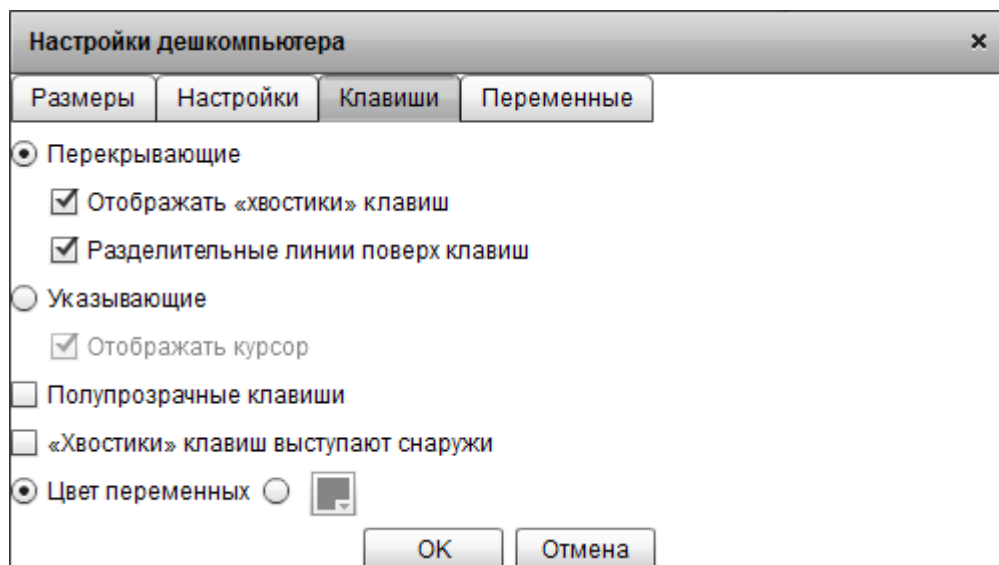 Настройки дешкомпьютера
Размеры Настройки Клавиши Переменные
Перекрывающие
Отображать «хвостики» клавиш
Разделительные линии поверх клавиш
Указывающие
Отображать курсор
Полупрозрачные клавиши
«Хвостики» клавиш выступают снаружи
Цвет переменных
OK Отмена